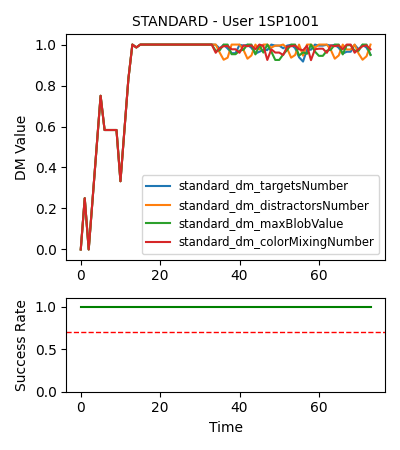 STANDARD - User 1SP1001
DM Value
1.0
0.8
0.6
0.4
0.2
0.0
standard_dm_targetsNumber
standard_dm_distractorsNumber
standard_dm_maxBlobValue
standard_dm_colorMixingNumber
0 20 40 60
Success Rate
1.0
0.5
0.0
0 20 40 60
Time